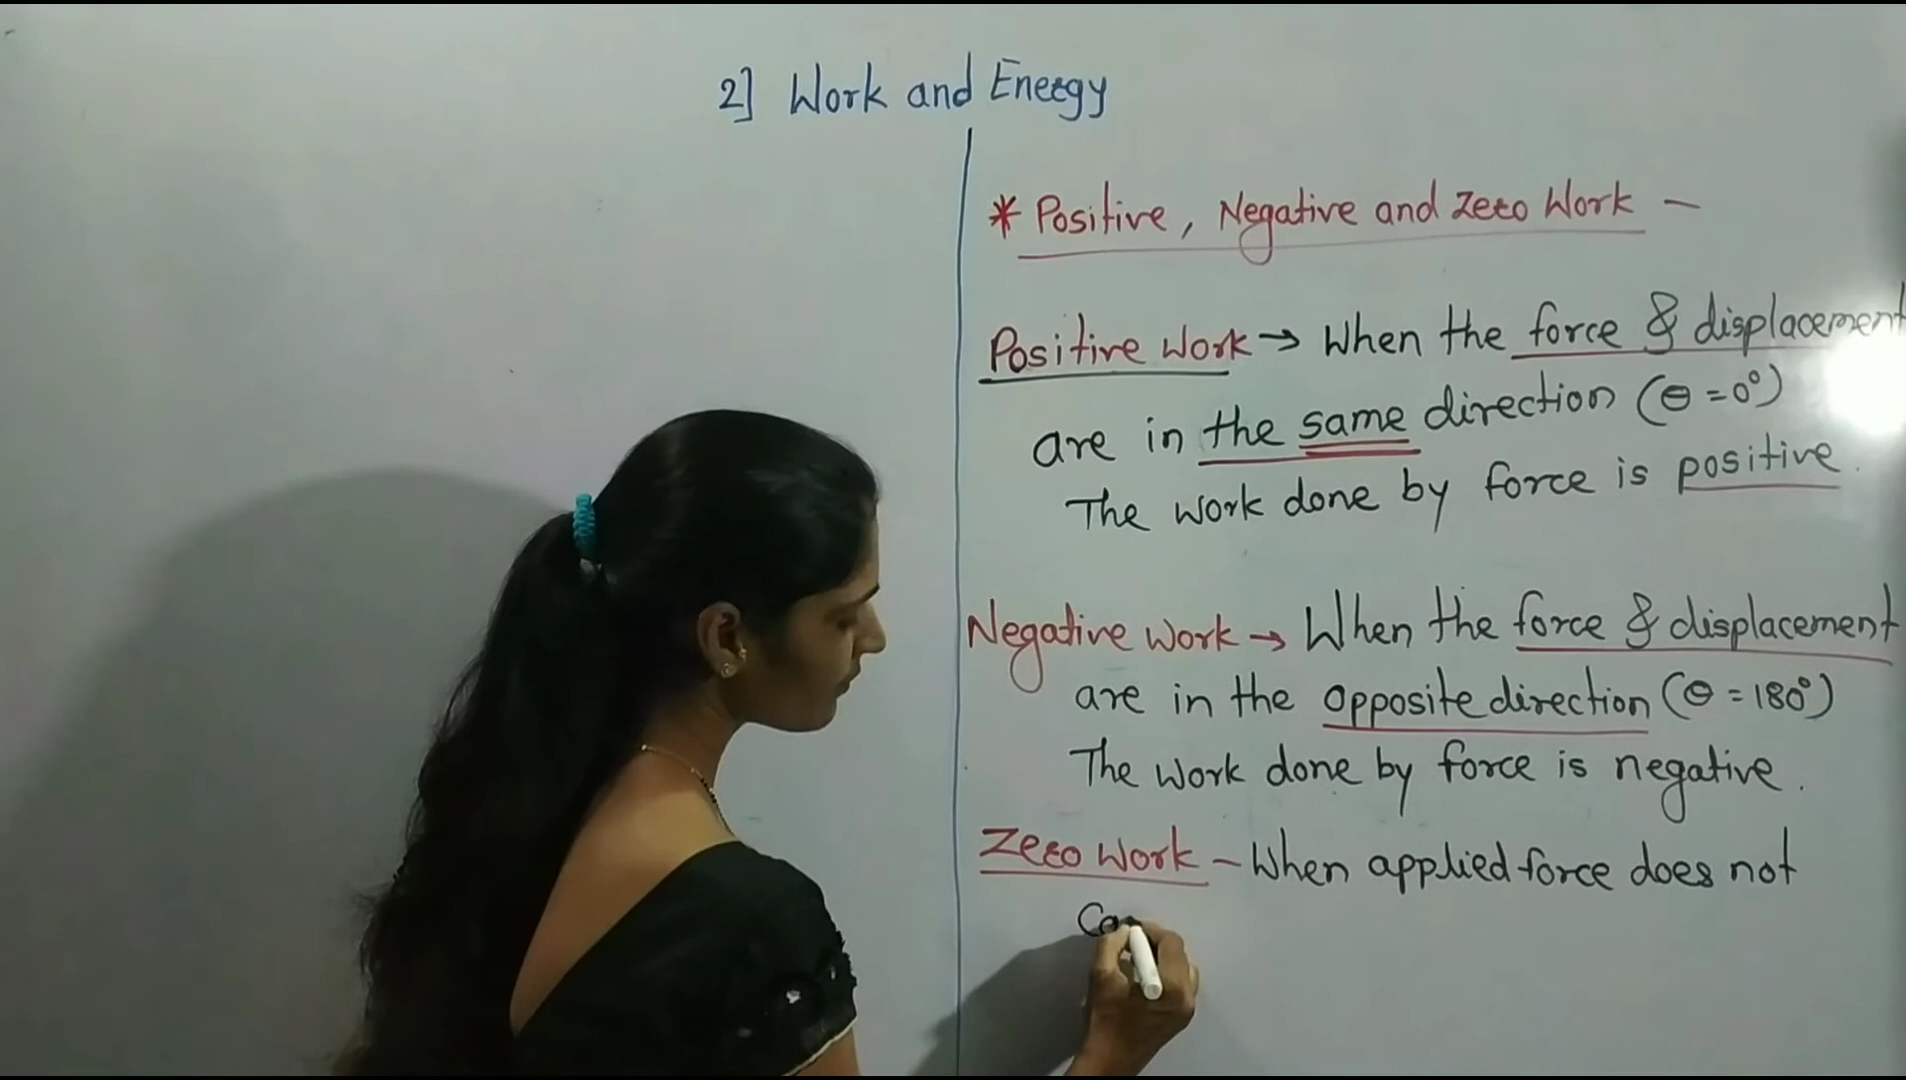 2] Work and Energy
* Positive, Negative and Zero Work -
Positive Work → When the force & displacement
are in the same direction (θ = 0°)
The work done by force is positive.
Negative Work → When the force & displacement
are in the opposite direction (θ = 180°)
The work done by force is negative.
Zero Work - When applied force does not
Ca